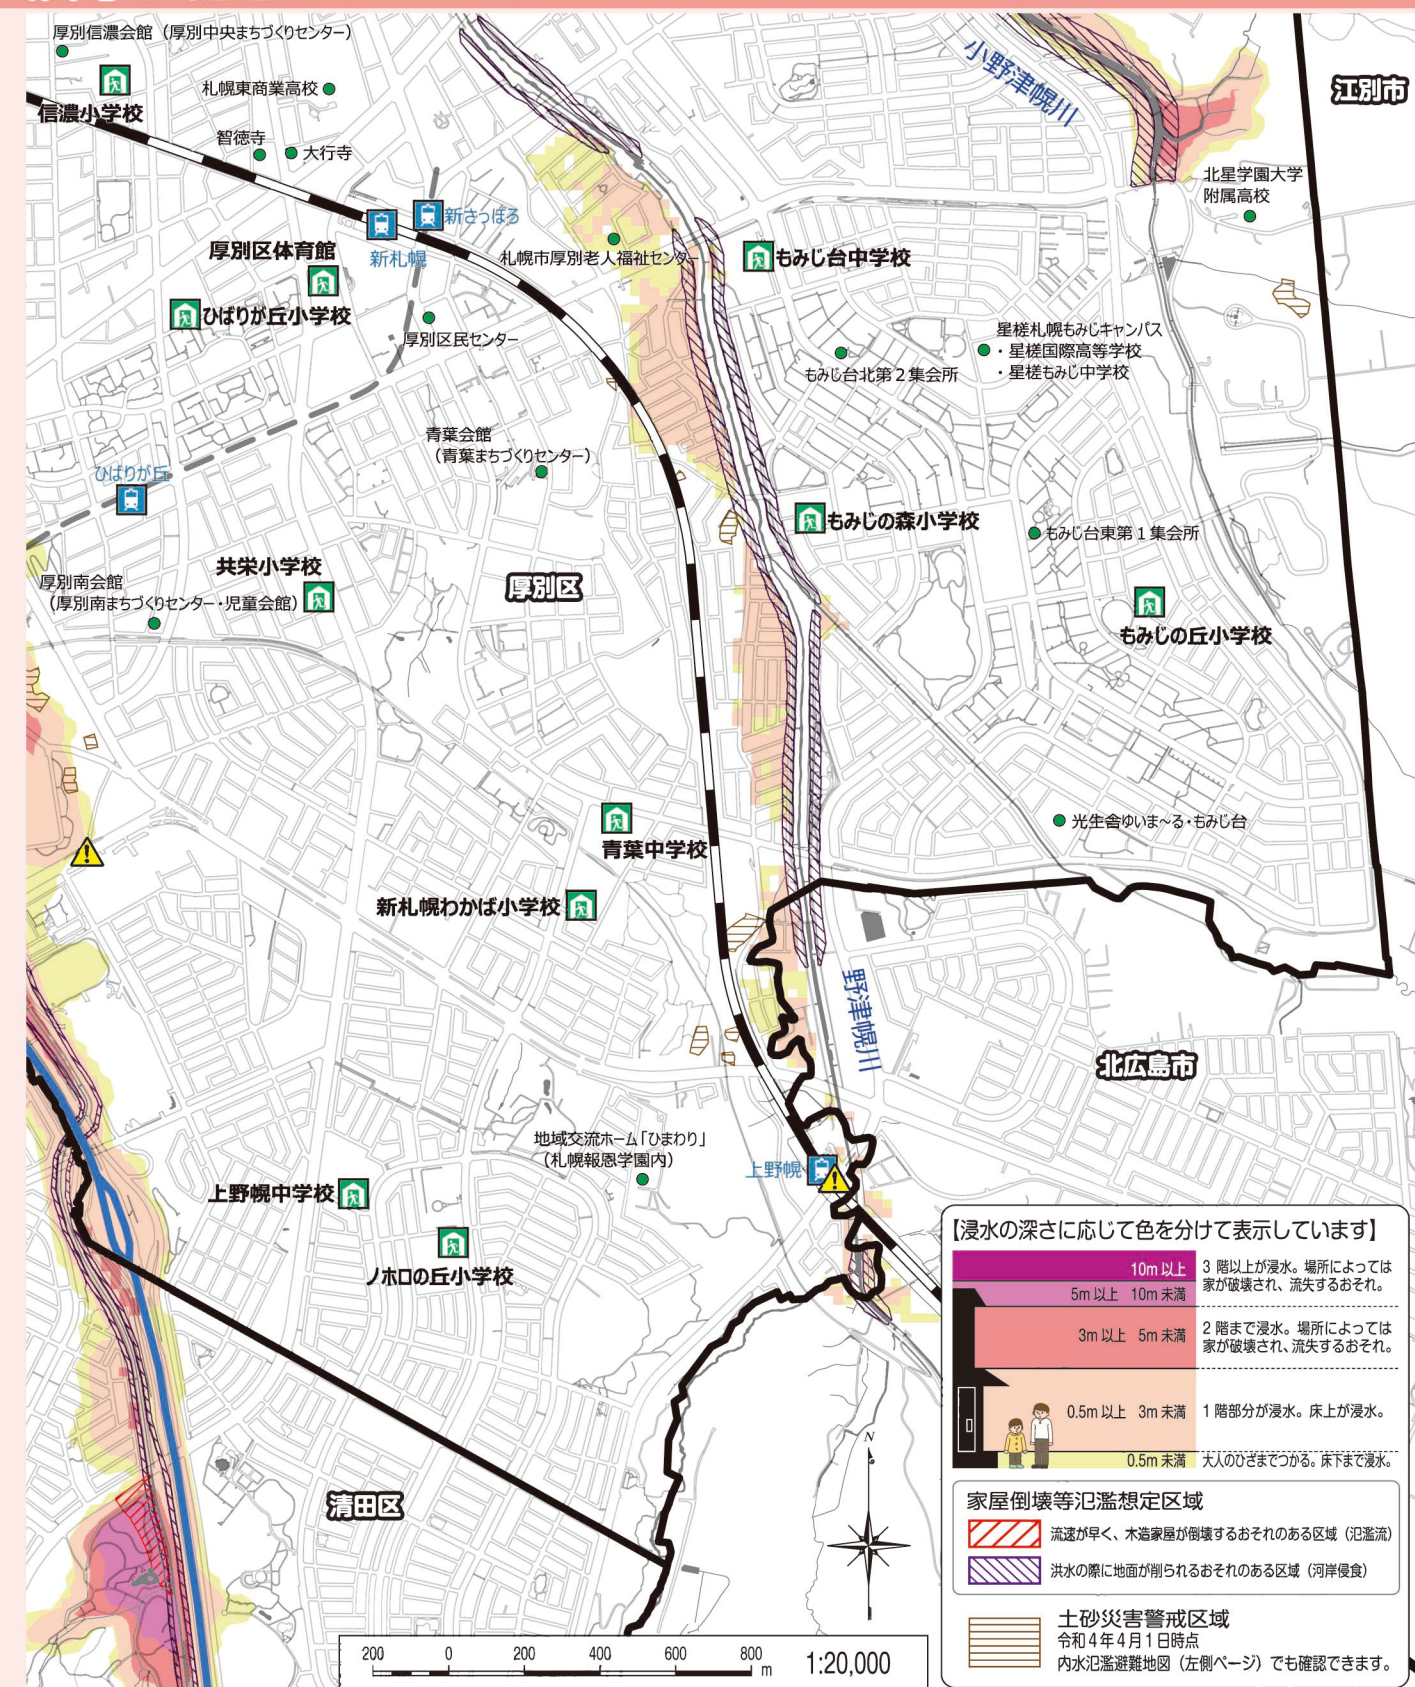 厚別信濃会館（厚別中央まちづくりセンター）
信濃小学校
札幌東商業高校
智徳寺
大行寺
小野津幌川
江別市
北星学園大学
附属高校
新さっぽろ
新札幌
厚別区体育館
ひばりが丘小学校
厚別区民センター
札幌市厚別老人福祉センター
もみじ台中学校
もみじ台北第２集会所
星槎札幌もみじキャンパス
・星槎国際高等学校
・星槎もみじ中学校
青葉会館
（青葉まちづくりセンター）
ひばりが丘
もみじの森小学校
もみじ台東第１集会所
共栄小学校
厚別南会館
（厚別南まちづくりセンター・児童会館）
厚別区
もみじの丘小学校
青葉中学校
光生舎ゆいま～る・もみじ台
新札幌わかば小学校
野津幌川
北広島市
地域交流ホーム「ひまわり」
（札幌報恩学園内）
上野幌
上野幌中学校
ノホロの丘小学校
清田区
【浸水の深さに応じて色を分けて表示しています】
10m 以上
3 階以上が浸水。場所によっては
家が破壊され、流失するおそれ。
5m 以上 10m 未満
3m 以上 5m 未満
2 階まで浸水。場所によっては
家が破壊され、流失するおそれ。
0.5m 以上 3m 未満
1 階部分が浸水。床上が浸水。
0.5m 未満
大人のひざまでつかる。床下まで浸水。
家屋倒壊等氾濫想定区域
流速が早く、木造家屋が倒壊するおそれのある区域（氾濫流）
洪水の際に地面が削られるおそれのある区域（河岸侵食）
土砂災害警戒区域
令和４年４月１日時点
内水氾濫避難地図（左側ページ）でも確認できます。
N
200 0 200 400 600 800 m
1:20,000